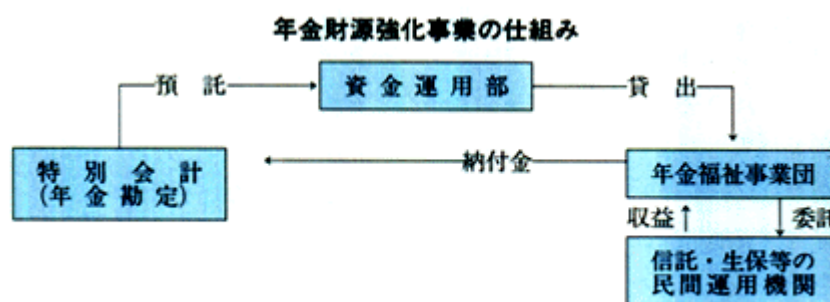 年金財源強化事業の仕組み
預託
資金運用部
貸出
特別会計
(年金勘定)
納付金
年金福祉事業団
収益
委託
信託・生保等の
民間運用機関